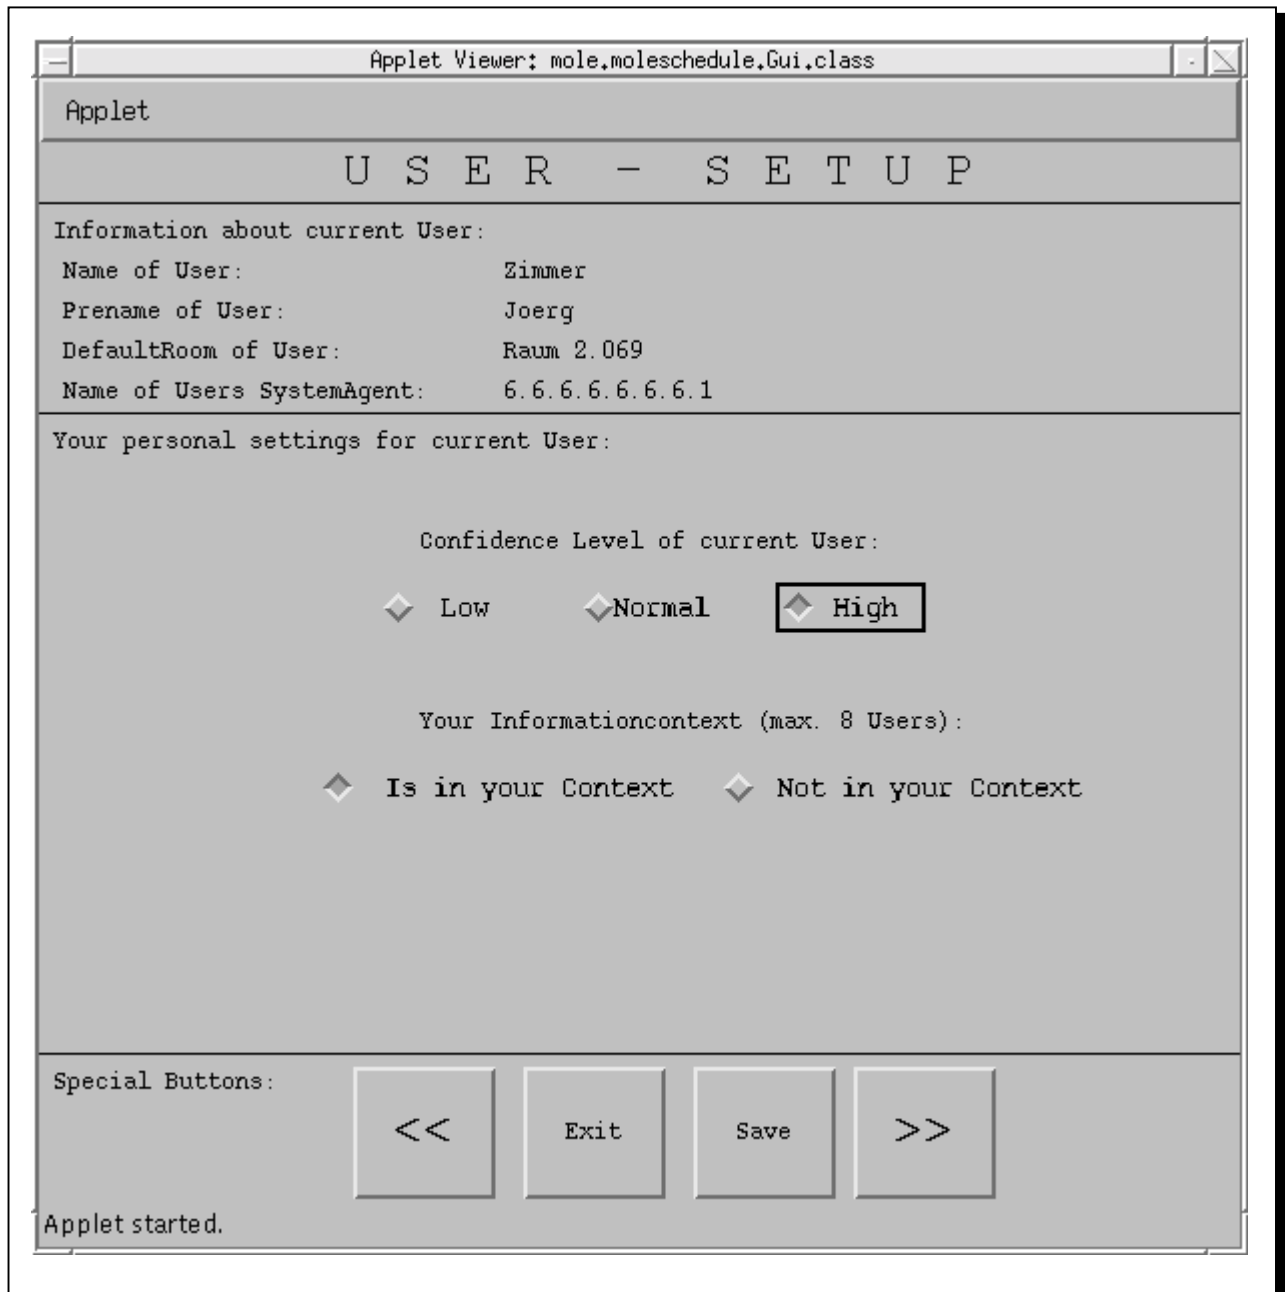 Applet Viewer: mole.moleschedule.Gui.class
Applet
USER - SETUP
Information about current User:
Name of User: Zimmer
Prename of User: Joerg
DefaultRoom of User: Raum 2.069
Name of Users SystemAgent: 6.6.6.6.6.6.6.1
Your personal settings for current User:
Confidence Level of current User:
Low Normal High
Your Informationcontext (max. 8 Users):
Is in your Context Not in your Context
Special Buttons:
<< Exit Save >>
Applet started.